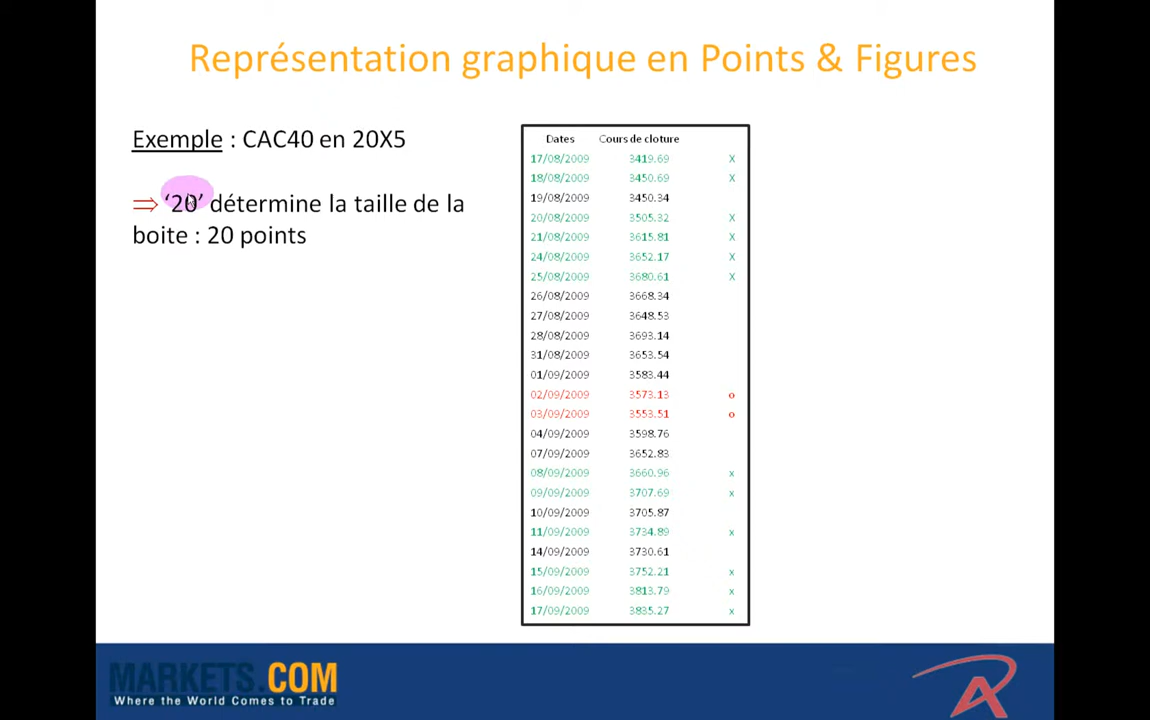 Représentation graphique en Points & Figures
Exemple : CAC40 en 20X5
⇒ ‘20’ détermine la taille de la
boite : 20 points
Dates Cours de cloture
17/08/2009 3419.69 X
18/08/2009 3450.69 X
19/08/2009 3450.34
20/08/2009 3505.32 X
21/08/2009 3615.81 X
24/08/2009 3652.17 X
25/08/2009 3680.61 X
26/08/2009 3668.34
27/08/2009 3648.53
28/08/2009 3693.14
31/08/2009 3653.54
01/09/2009 3583.44
02/09/2009 3573.13 o
03/09/2009 3553.51 o
04/09/2009 3598.76
07/09/2009 3652.83
08/09/2009 3660.96 x
09/09/2009 3707.69 x
10/09/2009 3705.87
11/09/2009 3734.89 x
14/09/2009 3730.61
15/09/2009 3752.21 x
16/09/2009 3813.79 x
17/09/2009 3835.27 x
MARKETS.COM
Where the World Comes to Trade